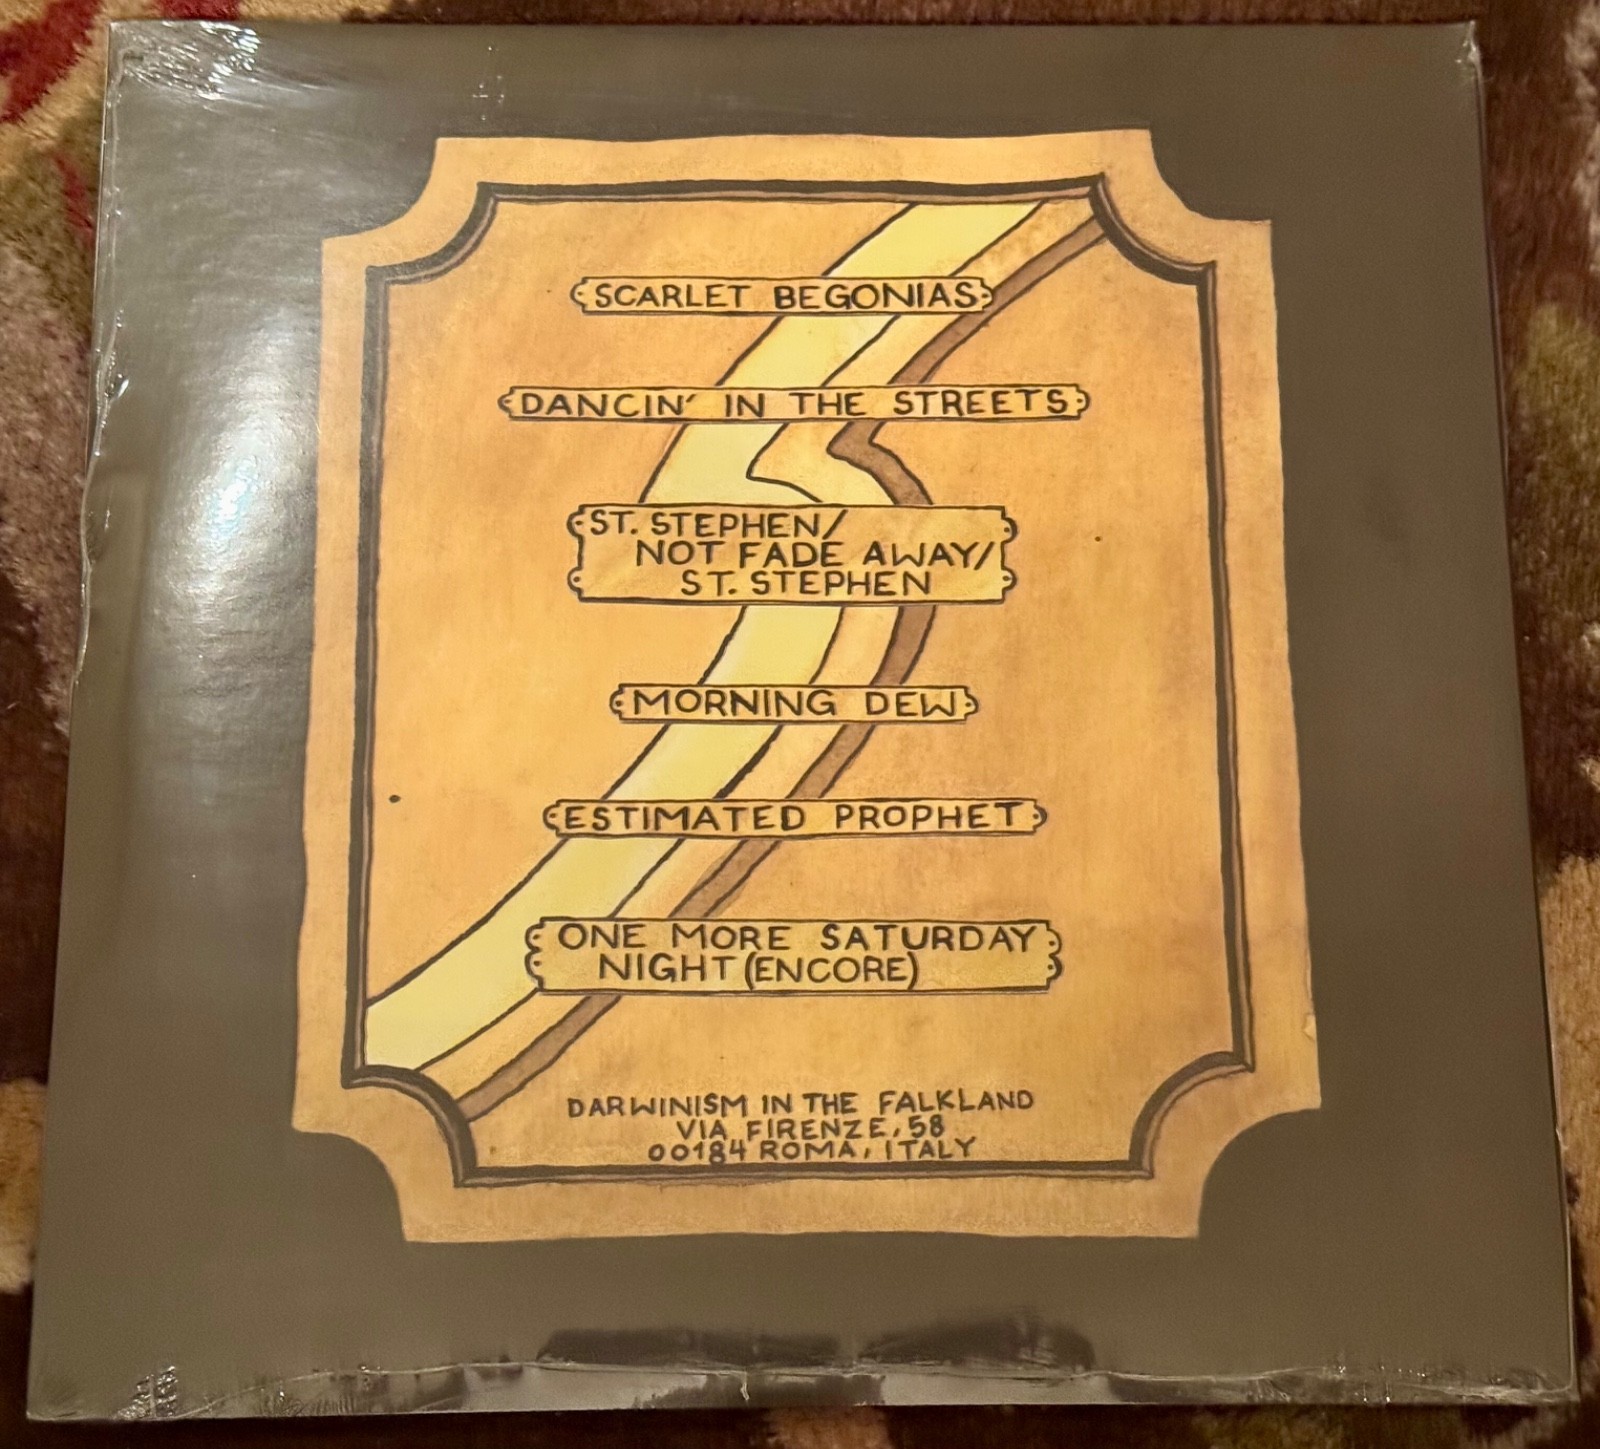 SCARLET BEGONIAS
DANCIN' IN THE STREETS
ST. STEPHEN/
NOT FADE AWAY/
ST. STEPHEN
MORNING DEW
ESTIMATED PROPHET
ONE MORE SATURDAY
NIGHT (ENCORE)
DARWINISM IN THE FALKLAND
VIA FIRENZE, 58
00184 ROMA, ITALY